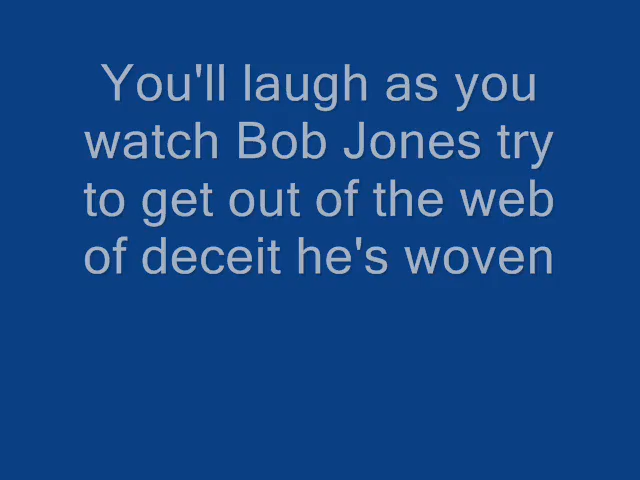 You'll laugh as you
watch Bob Jones try
to get out of the web
of deceit he's woven